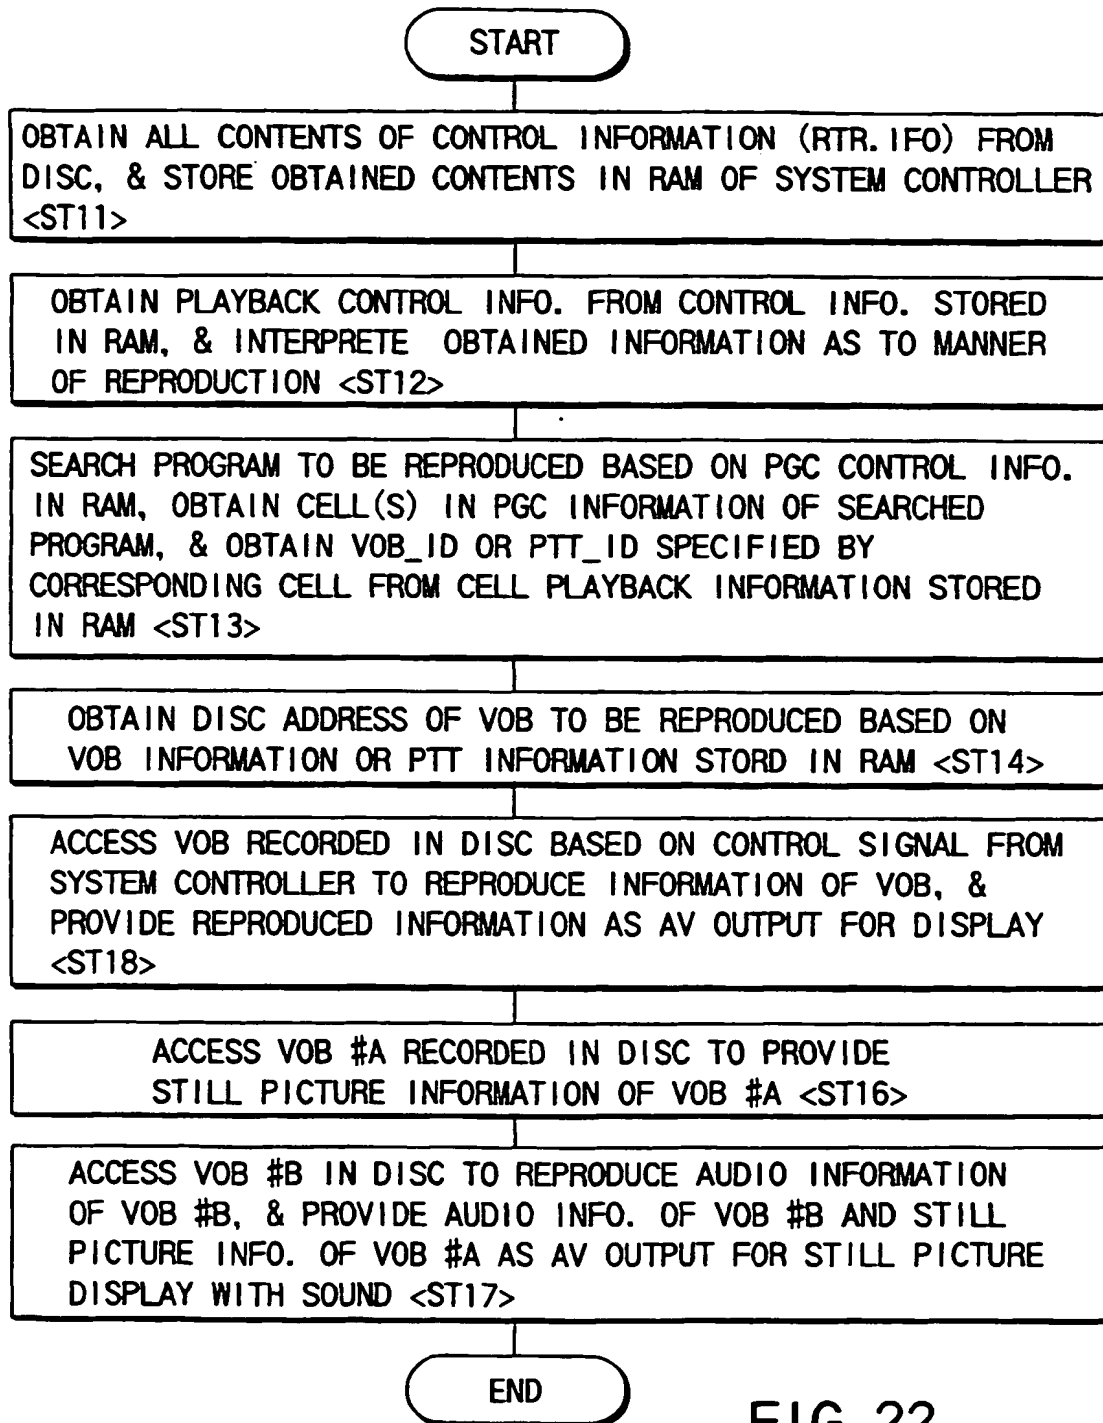 START
OBTAIN ALL CONTENTS OF CONTROL INFORMATION (RTR.IFO) FROM
DISC, & STORE OBTAINED CONTENTS IN RAM OF SYSTEM CONTROLLER
<ST11>
OBTAIN PLAYBACK CONTROL INFO. FROM CONTROL INFO. STORED
IN RAM, & INTERPRETE OBTAINED INFORMATION AS TO MANNER
OF REPRODUCTION <ST12>
SEARCH PROGRAM TO BE REPRODUCED BASED ON PGC CONTROL INFO.
IN RAM, OBTAIN CELL(S) IN PGC INFORMATION OF SEARCHED
PROGRAM, & OBTAIN VOB_ID OR PTT_ID SPECIFIED BY
CORRESPONDING CELL FROM CELL PLAYBACK INFORMATION STORED
IN RAM <ST13>
OBTAIN DISC ADDRESS OF VOB TO BE REPRODUCED BASED ON
VOB INFORMATION OR PTT INFORMATION STORD IN RAM <ST14>
ACCESS VOB RECORDED IN DISC BASED ON CONTROL SIGNAL FROM
SYSTEM CONTROLLER TO REPRODUCE INFORMATION OF VOB, &
PROVIDE REPRODUCED INFORMATION AS AV OUTPUT FOR DISPLAY
<ST18>
ACCESS VOB #A RECORDED IN DISC TO PROVIDE
STILL PICTURE INFORMATION OF VOB #A <ST16>
ACCESS VOB #B IN DISC TO REPRODUCE AUDIO INFORMATION
OF VOB #B, & PROVIDE AUDIO INFO. OF VOB #B AND STILL
PICTURE INFO. OF VOB #A AS AV OUTPUT FOR STILL PICTURE
DISPLAY WITH SOUND <ST17>
END
FIG. 22